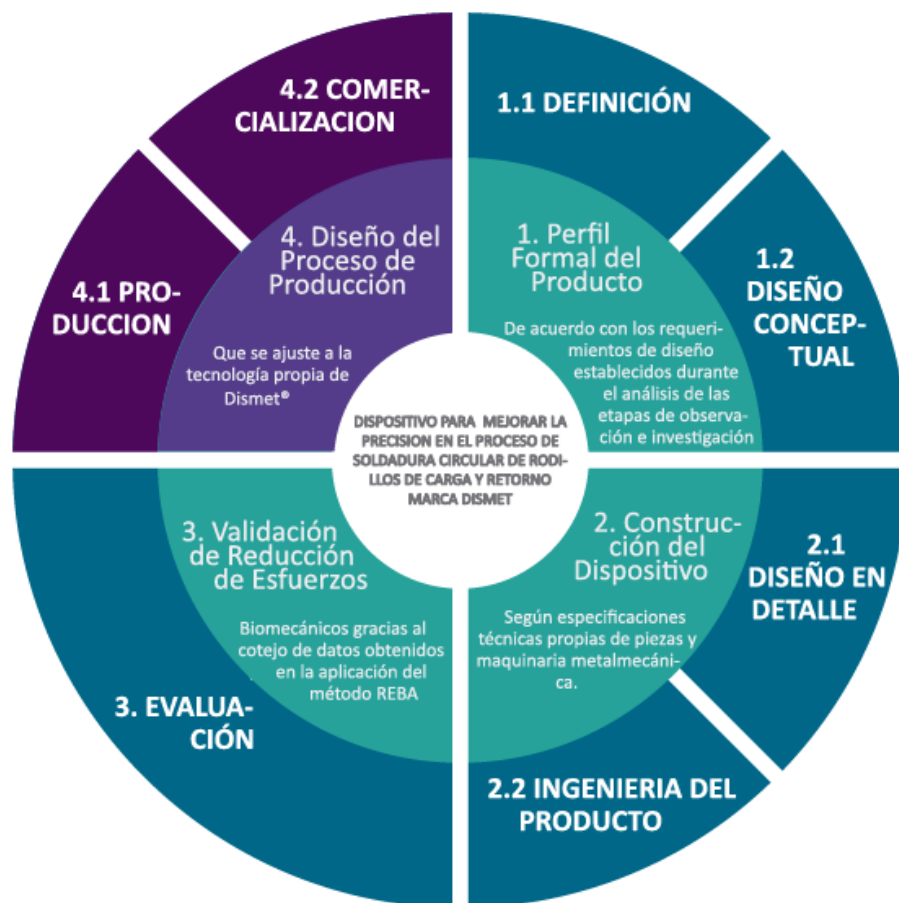 4.2 COMER-
CIALIZACION
1.1 DEFINICIÓN
4.1 PRO-
DUCCION
4. Diseño del
Proceso de
Producción
Que se ajuste a la
tecnología propia de
Dismet®
1. Perfil
Formal del
Producto
De acuerdo con los requeri-
mientos de diseño
establecidos durante
el análisis de las
etapas de observa-
ción e investigación
1.2
DISEÑO
CONCEP-
TUAL
DISPOSITIVO PARA MEJORAR LA
PRECISION EN EL PROCESO DE
SOLDADURA CIRCULAR DE RODI-
LLOS DE CARGA Y RETORNO
MARCA DISMET
3. Validación
de Reducción
de Esfuerzos
Biomecánicos gracias al
cotejo de datos obtenidos
en la aplicación del
método REBA
2. Construc-
ción del
Dispositivo
Según especificaciones
técnicas propias de piezas y
maquinaria metalmecáni-
ca.
2.1
DISEÑO EN
DETALLE
3. EVALUA-
CIÓN
2.2 INGENIERIA DEL
PRODUCTO